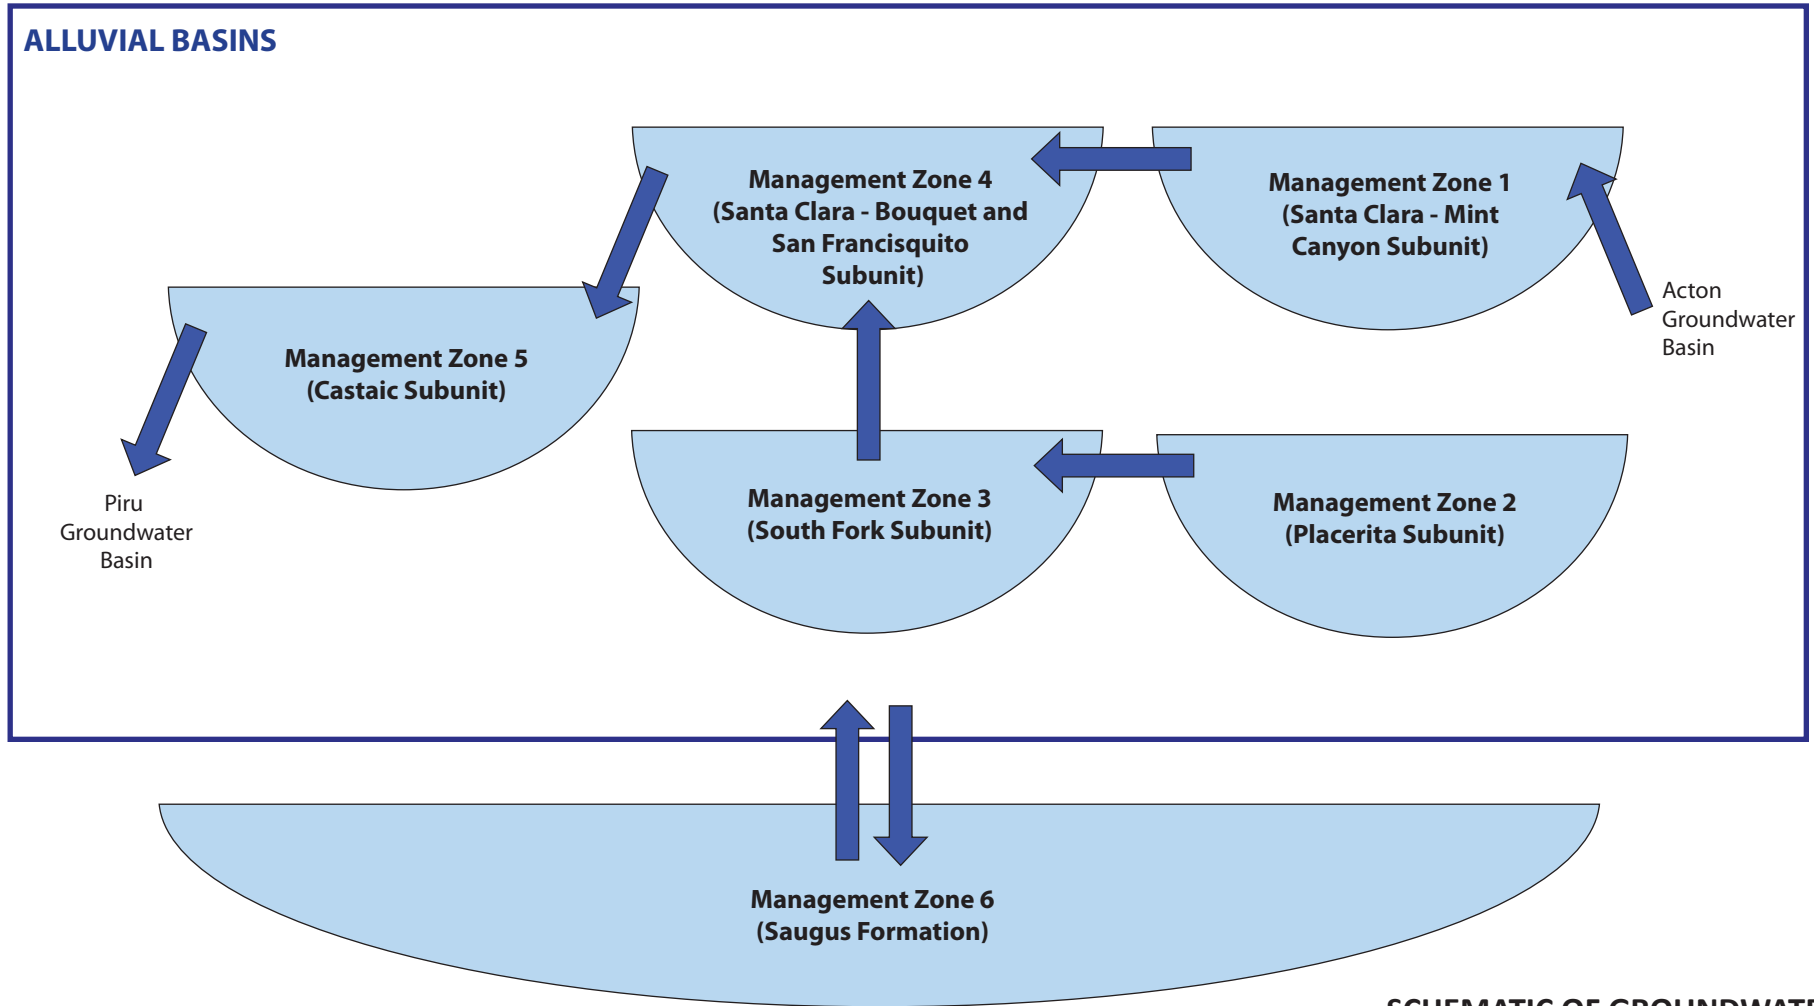 ALLUVIAL BASINS
Management Zone 4
(Santa Clara - Bouquet and
San Francisquito
Subunit)
Management Zone 1
(Santa Clara - Mint
Canyon Subunit)
Acton
Groundwater
Basin
Management Zone 5
(Castaic Subunit)
Piru
Groundwater
Basin
Management Zone 3
(South Fork Subunit)
Management Zone 2
(Placerita Subunit)
Management Zone 6
(Saugus Formation)
SCHEMATIC OF